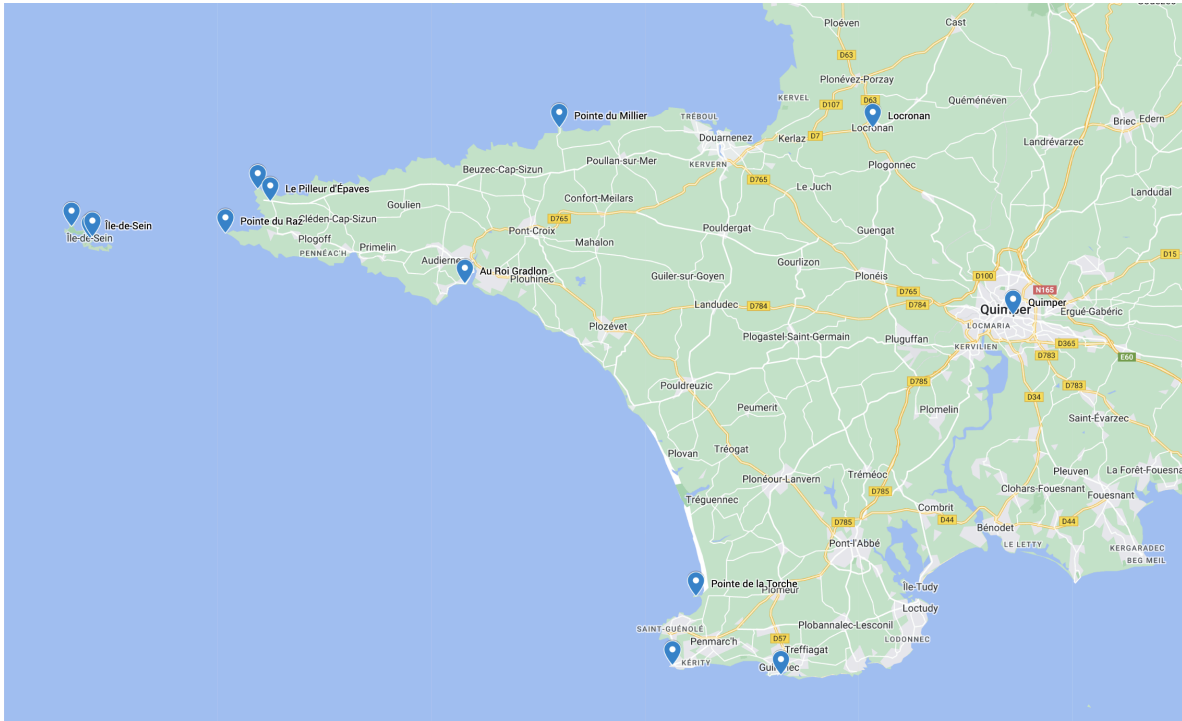 Ploéven
Cast
D63
Plonévez-Porzay
KERVEL
D107
D63
Quéménéven
Pointe du Millier
TRÉBOUL
Locronan
Locronan
Briec
Edern
Douarnenez
Kerlaz
D7
Landrévarzec
KERVERN
Poullan-sur-Mer
Plogonnec
Beuzec-Cap-Sizun
D765
Le Juch
Landudal
Le Pilleur d'Épaves
Confort-Meilars
Goulien
Pointe du Raz
Cléden-Cap-Sizun
D765
Île-de-Sein
Île-de-Sein
Pont-Croix
Pouldergat
Guengat
Plogoff
Primelin
Mahalon
PENNÉAC'H
D15
Audierne
Au Roi Gradlon
Plouhinec
Guiler-sur-Goyen
Gourlizon
Plonéis
D100
N165
D765
Landudec
D784
D784
Quimper
Quimper
Ergué-Gabéric
Plozévet
LOCMARIA
Plogastel-Saint-Germain
Pluguffan
KERVILIEN
D365
D783
E60
Pouldreuzic
D785
D783
D34
Peumerit
Plomelin
Saint-Évarzec
Plovan
Tréogat
Plonéour-Lanvern
Tréméoc
Pleuven
La Forêt-Fouesna
D785
Clohars-Fouesnant
Fouesnant
Tréguennec
Combrit
D785
D44
Bénodet
D44
Pont-l'Abbé
LE LETTY
KERGARADEC
BEG MEIL
Pointe de la Torche
Plomeur
Île-Tudy
Loctudy
SAINT-GUÉNOLÉ
Penmarc'h
D57
Plobannalec-Lesconil
LODONNEC
Treffiagat
KÉRITY